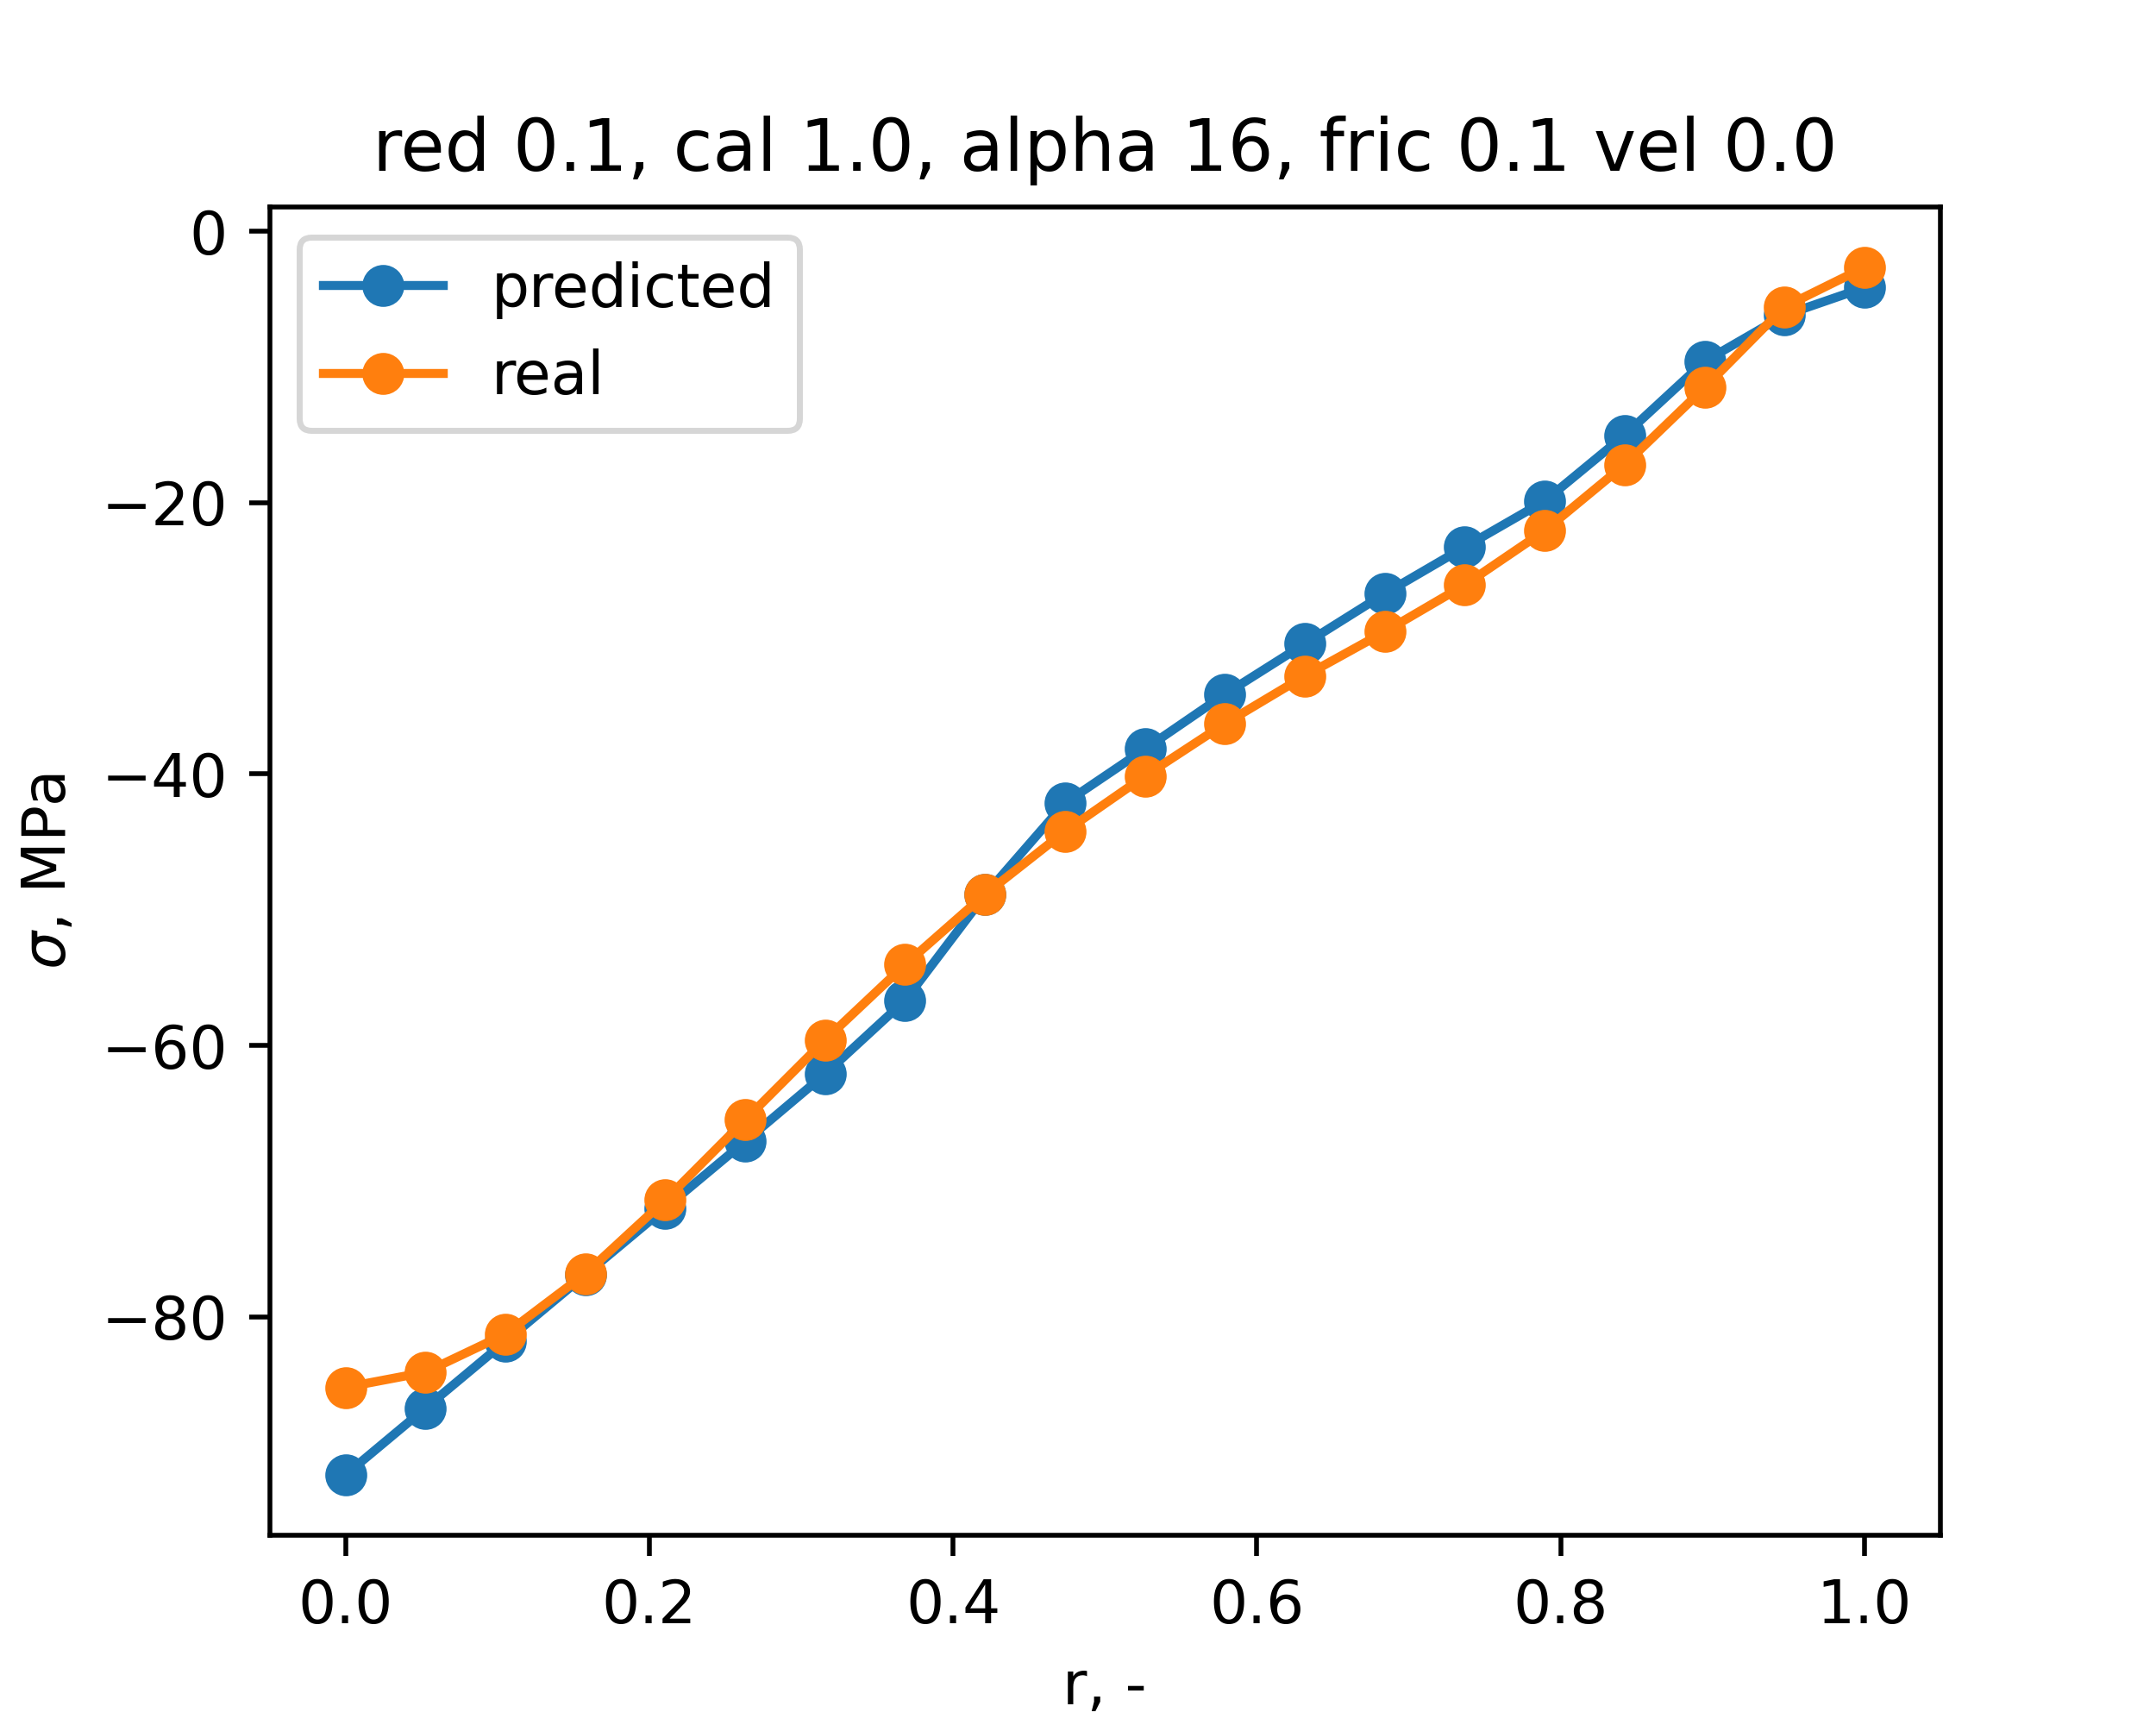 red 0.1, cal 1.0, alpha 16, fric 0.1 vel 0.0
predicted
real
0
−20
−40
−60
−80
σ, MPa
0.0 0.2 0.4 0.6 0.8 1.0
r, -